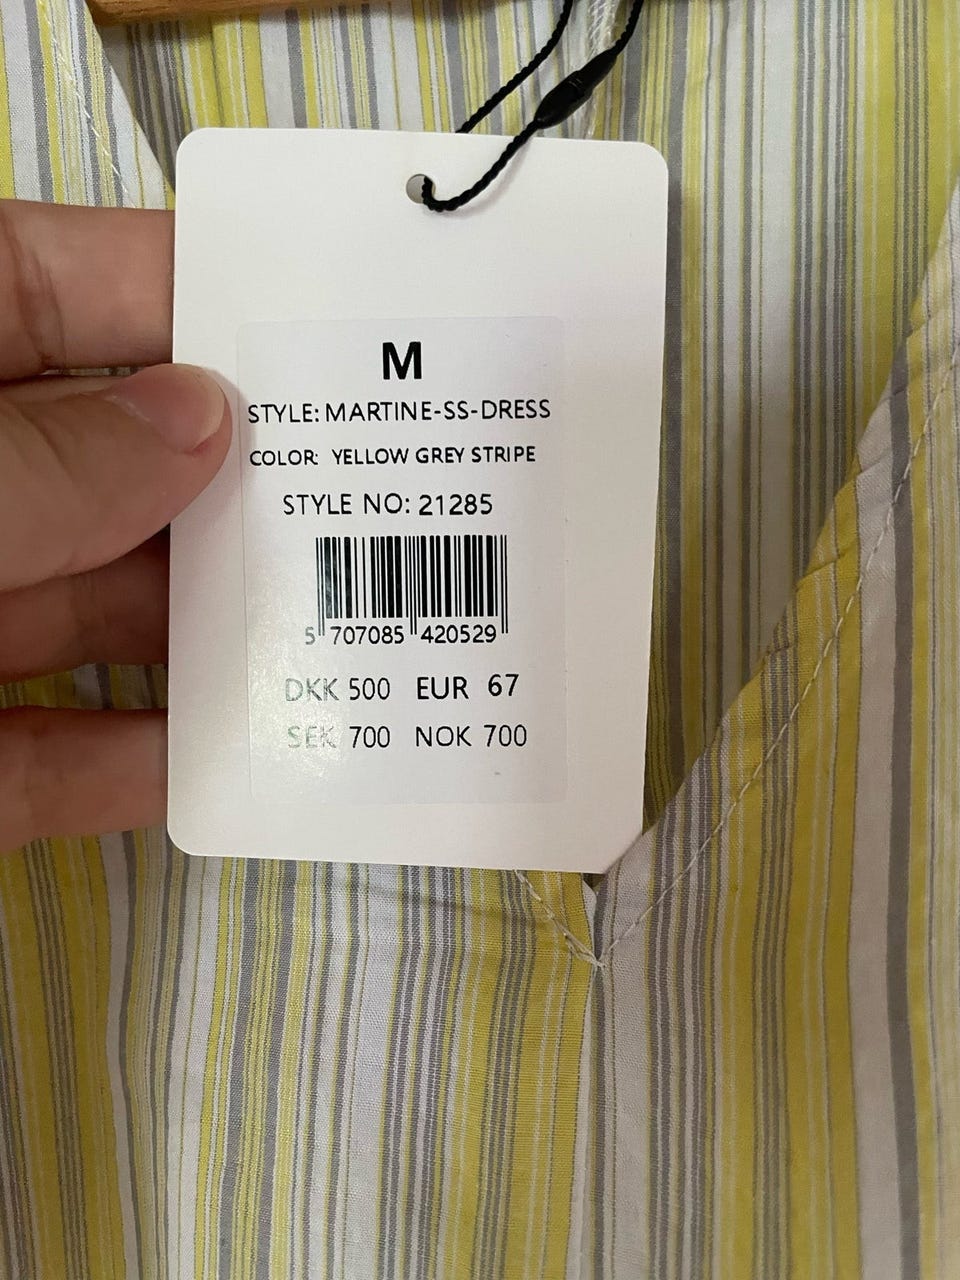 M
STYLE: MARTINE-SS-DRESS
COLOR: YELLOW GREY STRIPE
STYLE NO: 21285
5 707085 420529
DKK 500 EUR 67
SEK 700 NOK 700